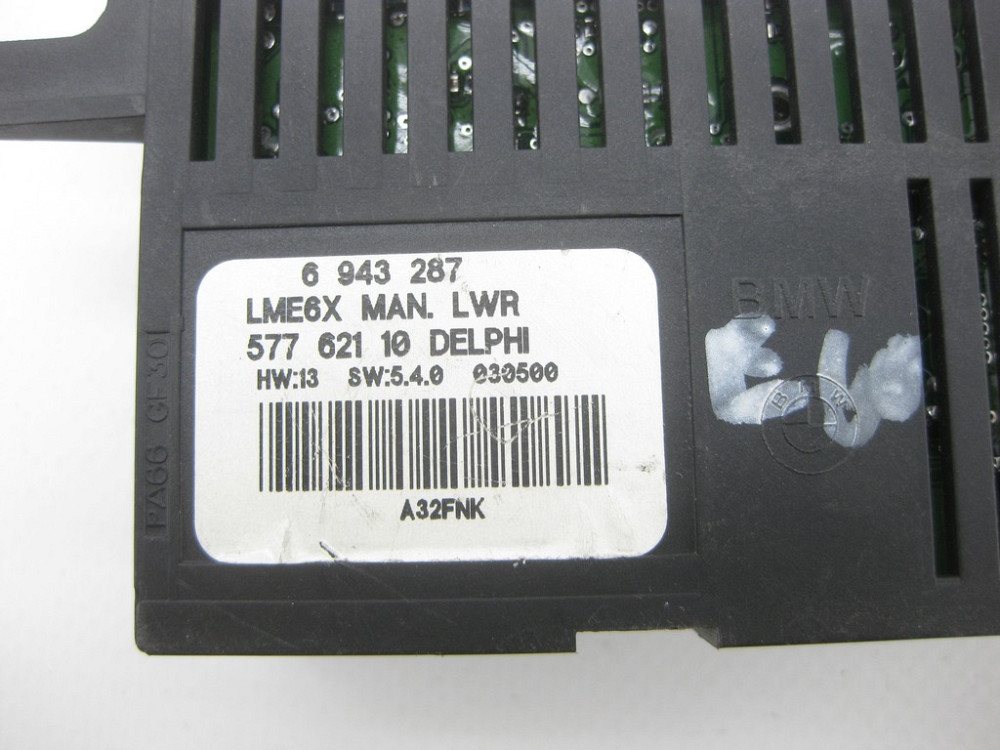 6 943 287
LME6X MAN. LWR
577 621 10 DELPHI
HW:13 SW:5.4.0 030500
A32FNK
PA66 GF30
BMW
BMW